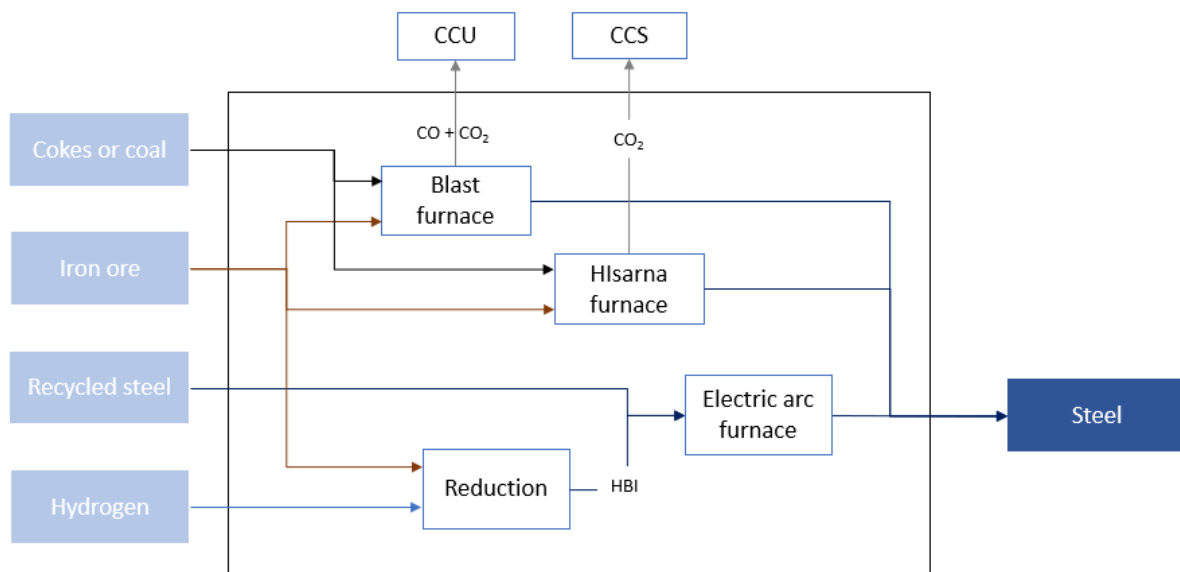 CCU
CCS
Cokes or coal
CO + CO₂
CO₂
Blast
furnace
Iron ore
HIsarna
furnace
Recycled steel
Electric arc
furnace
Steel
Reduction
HBI
Hydrogen